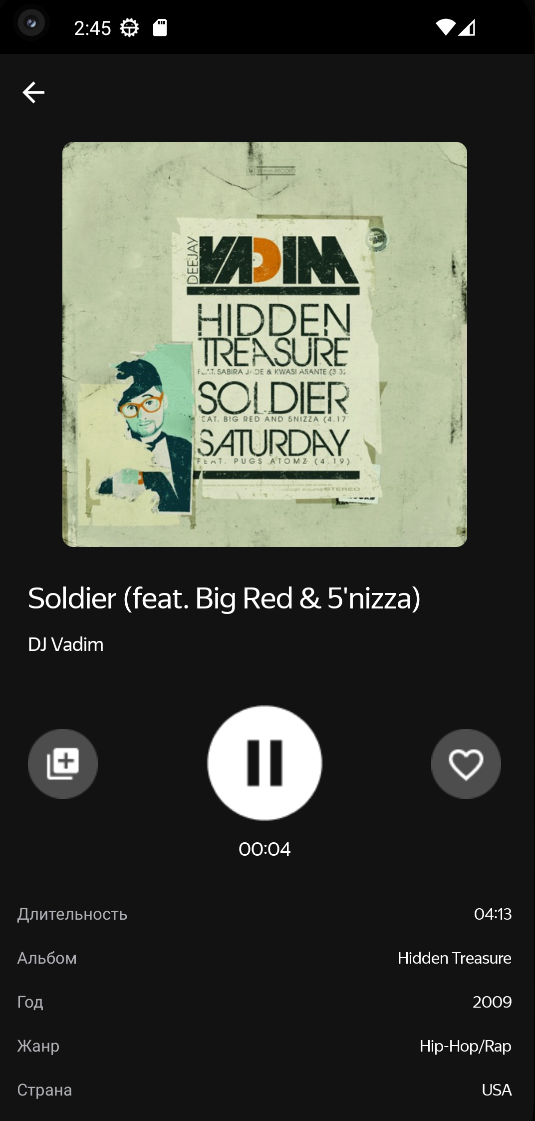 2:45
DEEJAY
VADIM
HIDDEN
TREASURE
FEAT. SABIRA JADE & KWASI ASANTE (3.5
SOLDIER
FEAT. BIG RED AND 5NIZZA (4.17
SATURDAY
FEAT. PUGS ATOMZ (4.19)
STEREO
Soldier (feat. Big Red & 5'nizza)
DJ Vadim
00:04
Длительность 04:13
Альбом Hidden Treasure
Год 2009
Жанр Hip-Hop/Rap
Страна USA